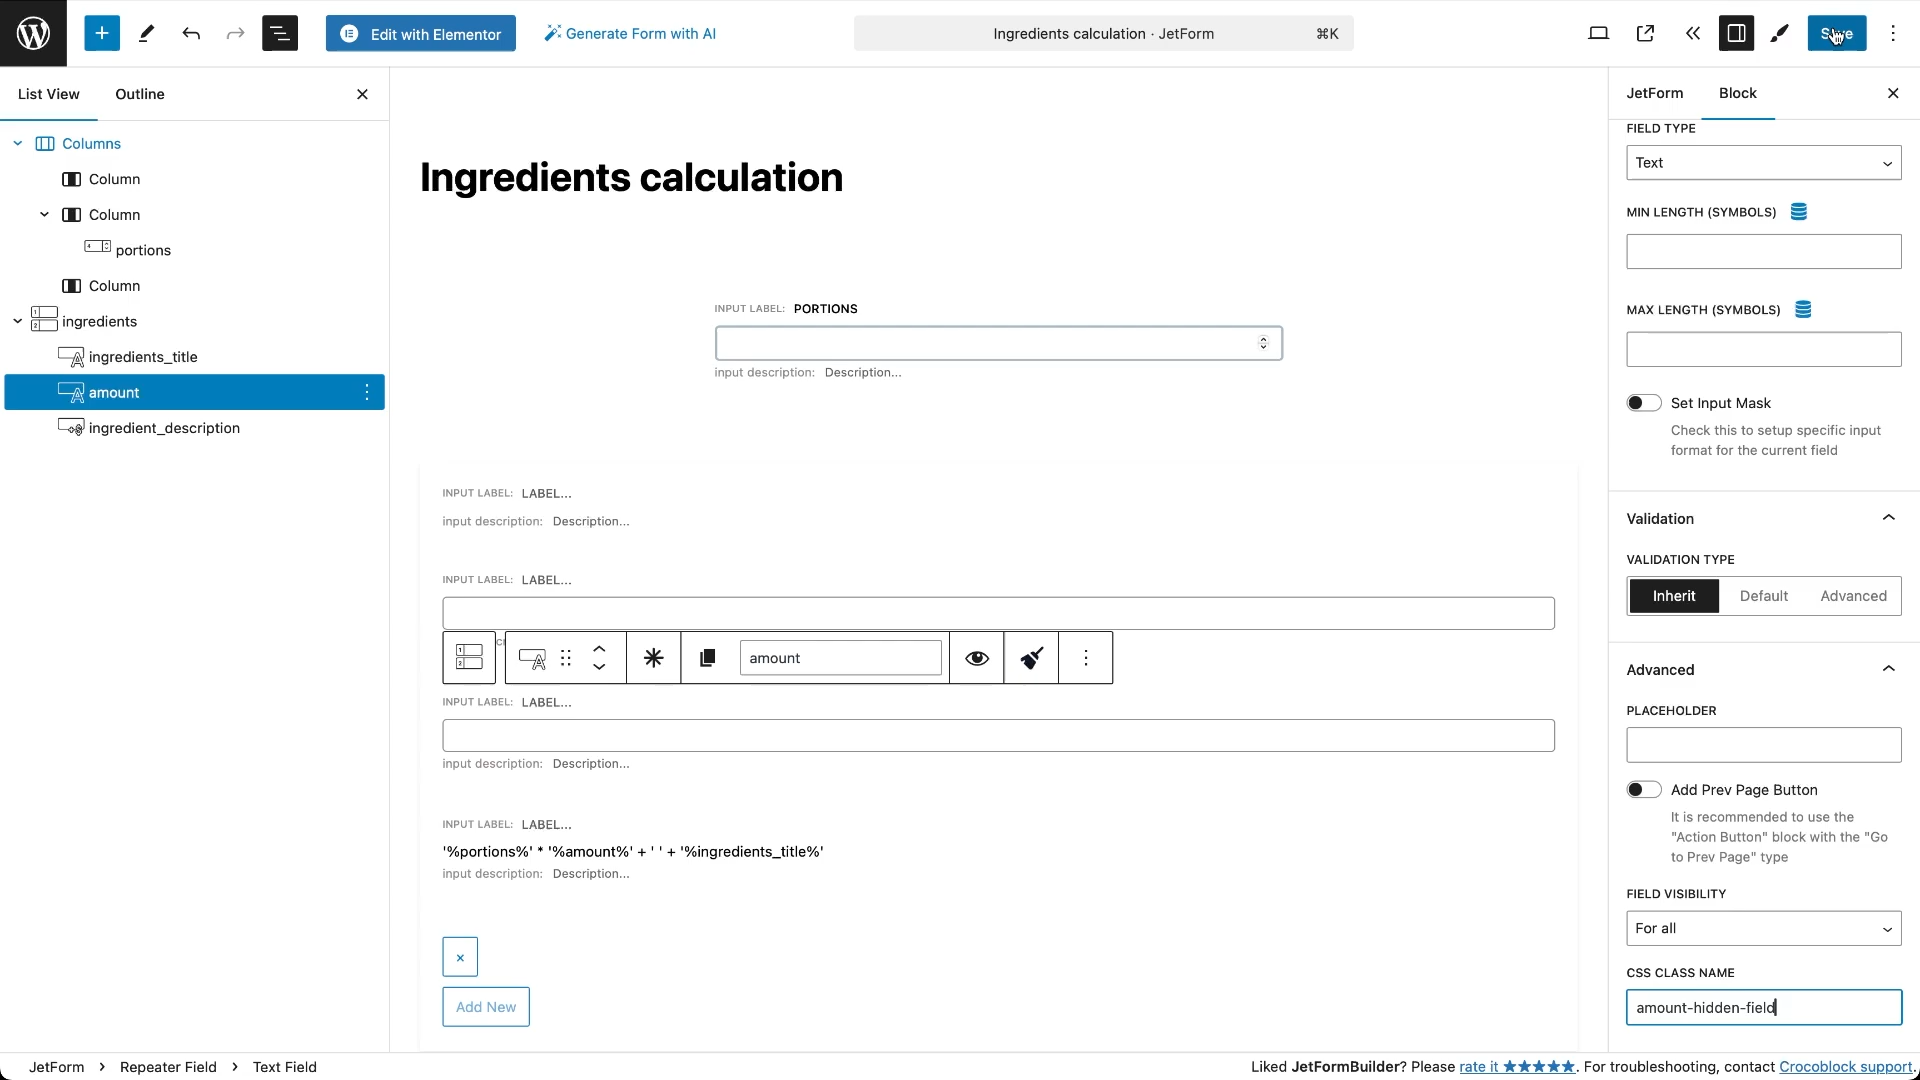 Edit with Elementor
Generate Form with AI
Ingredients calculation · JetForm
⌘K
List View
Outline
Columns
Column
Column
portions
Column
ingredients
ingredients_title
amount
ingredient_description
Ingredients calculation
INPUT LABEL: PORTIONS
input description: Description...
INPUT LABEL: LABEL...
input description: Description...
INPUT LABEL: LABEL...
amount
INPUT LABEL: LABEL...
input description: Description...
INPUT LABEL: LABEL...
'%portions%' * '%amount%' + ' ' + '%ingredients_title%'
input description: Description...
×
Add New
JetForm
Block
FIELD TYPE
Text
MIN LENGTH (SYMBOLS)
MAX LENGTH (SYMBOLS)
Set Input Mask
Check this to setup specific input
format for the current field
Validation
VALIDATION TYPE
Inherit
Default
Advanced
Advanced
PLACEHOLDER
Add Prev Page Button
It is recommended to use the
"Action Button" block with the "Go
to Prev Page" type
FIELD VISIBILITY
For all
CSS CLASS NAME
amount-hidden-field
JetForm
Repeater Field
Text Field
Liked JetFormBuilder? Please rate it ★★★★★. For troubleshooting, contact Crocoblock support.